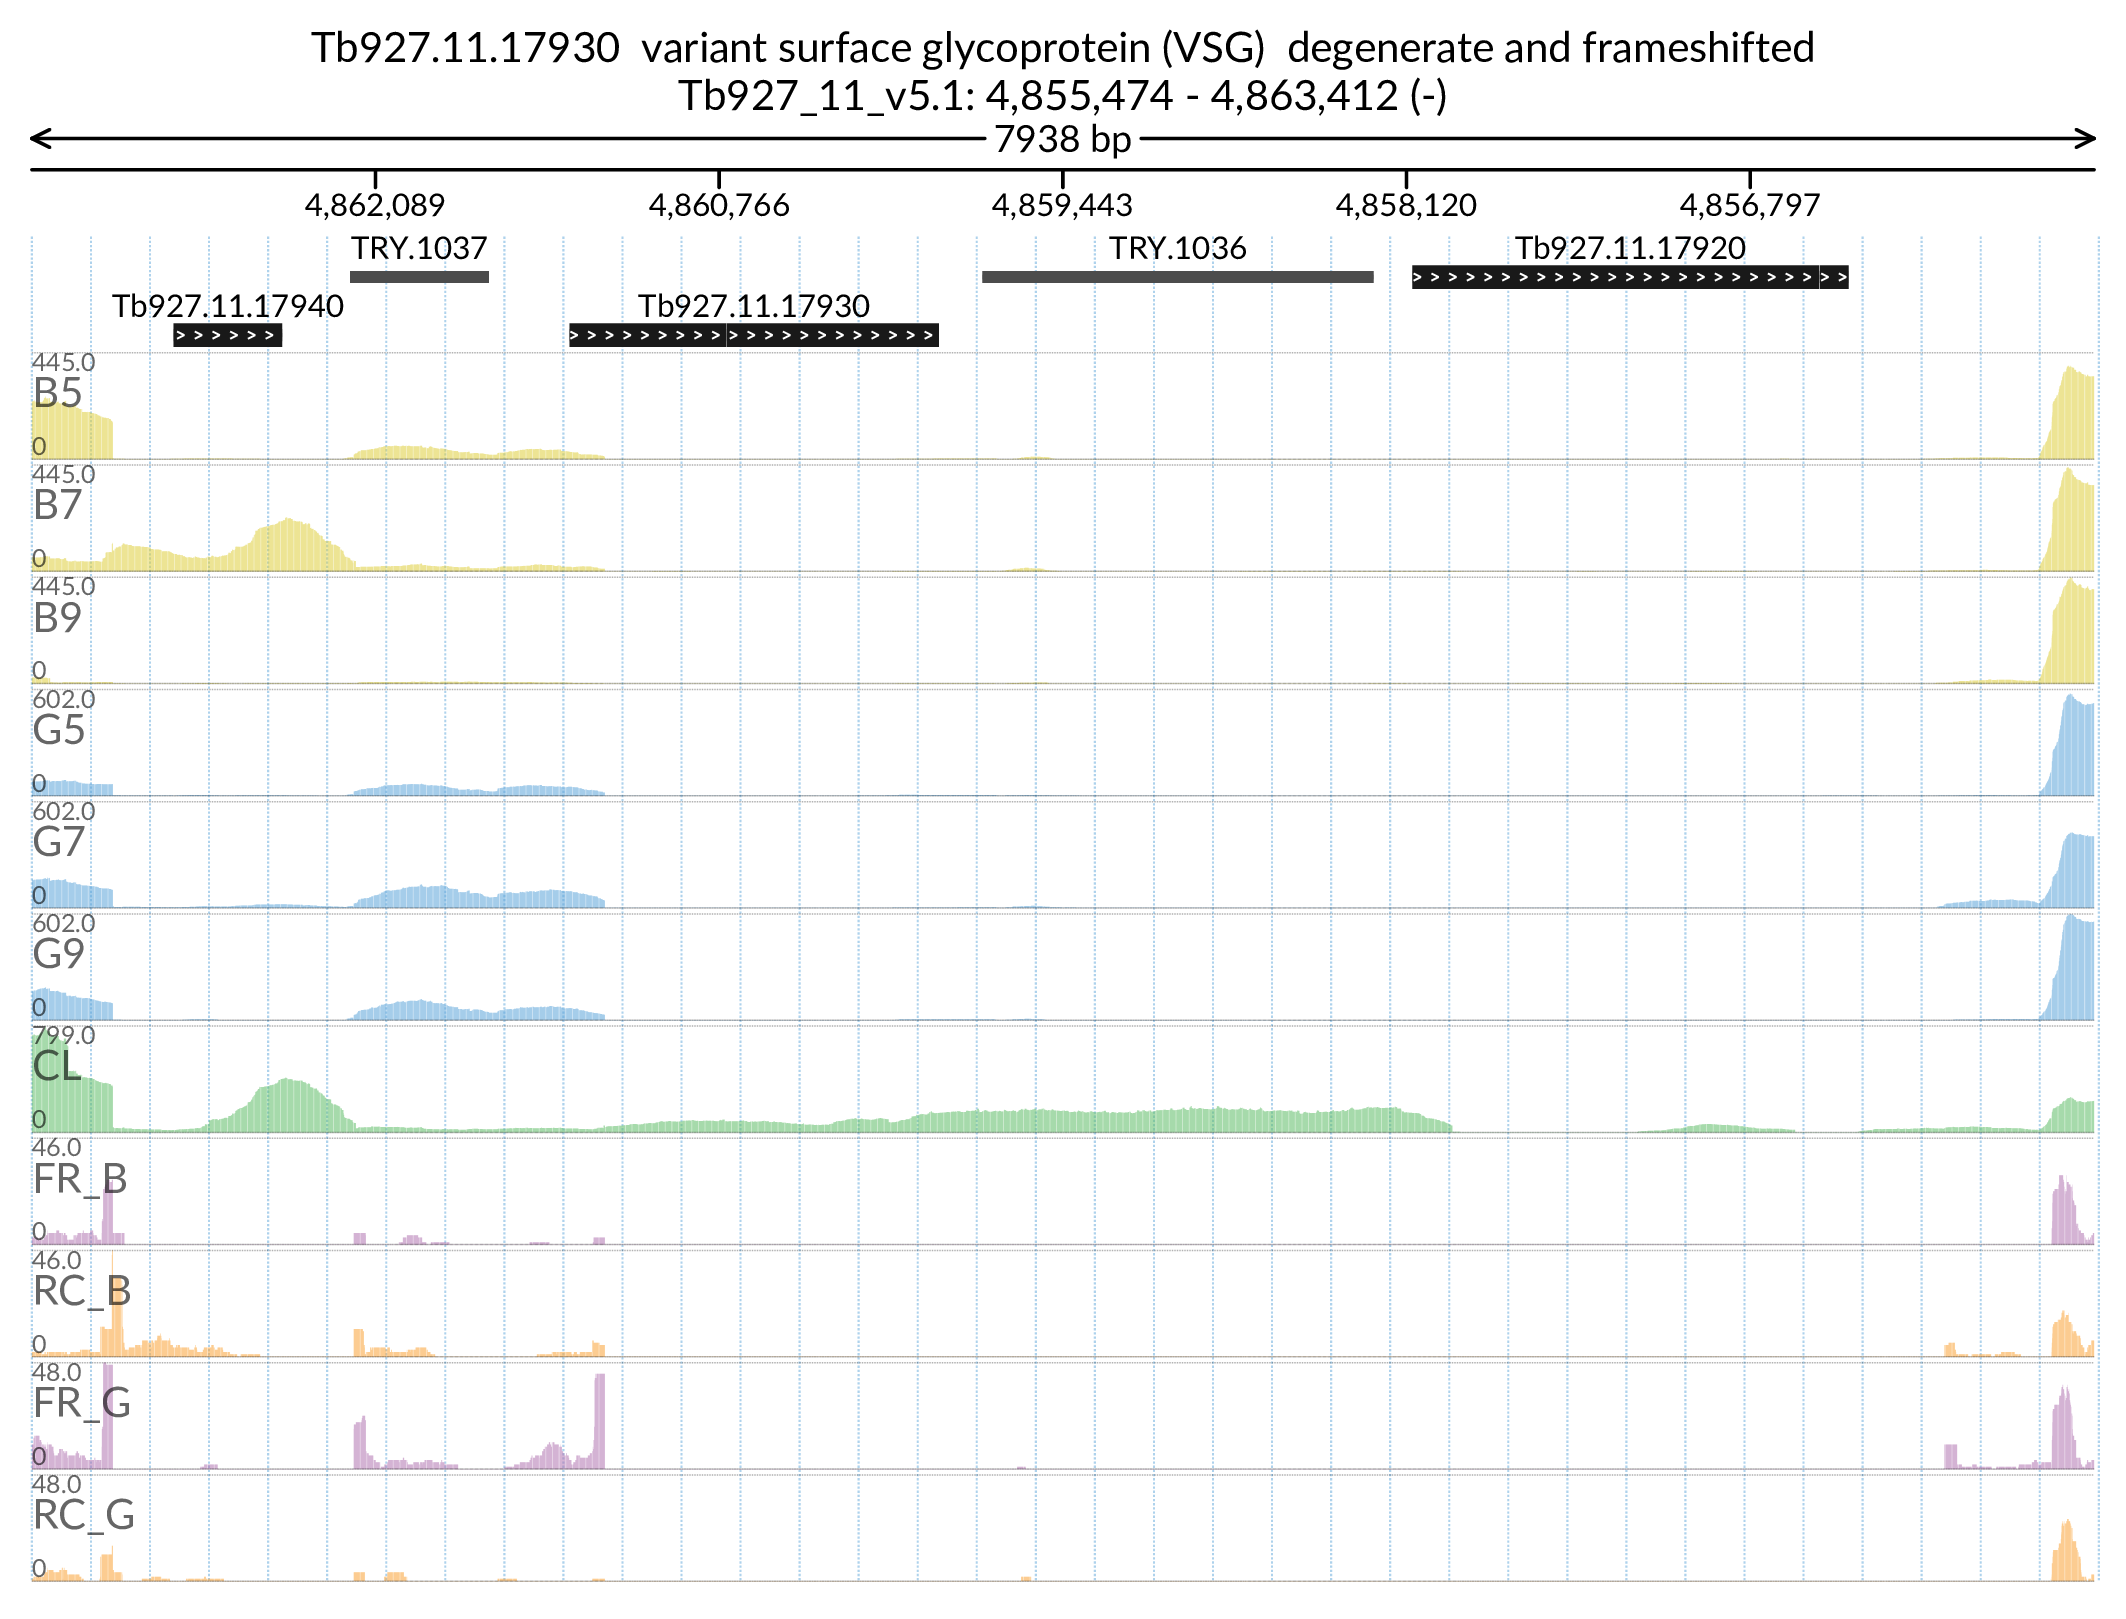 Tb927.11.17930  variant surface glycoprotein (VSG)  degenerate and frameshifted
Tb927_11_v5.1: 4,855,474 - 4,863,412 (-)
7938 bp
4,862,089 4,860,766 4,859,443 4,858,120 4,856,797
TRY.1037 TRY.1036 Tb927.11.17920
Tb927.11.17940 Tb927.11.17930
445.0
B5
0
445.0
B7
0
445.0
B9
0
602.0
G5
0
602.0
G7
0
602.0
G9
0
799.0
CL
0
46.0
FR_B
0
46.0
RC_B
0
48.0
FR_G
0
48.0
RC_G
0